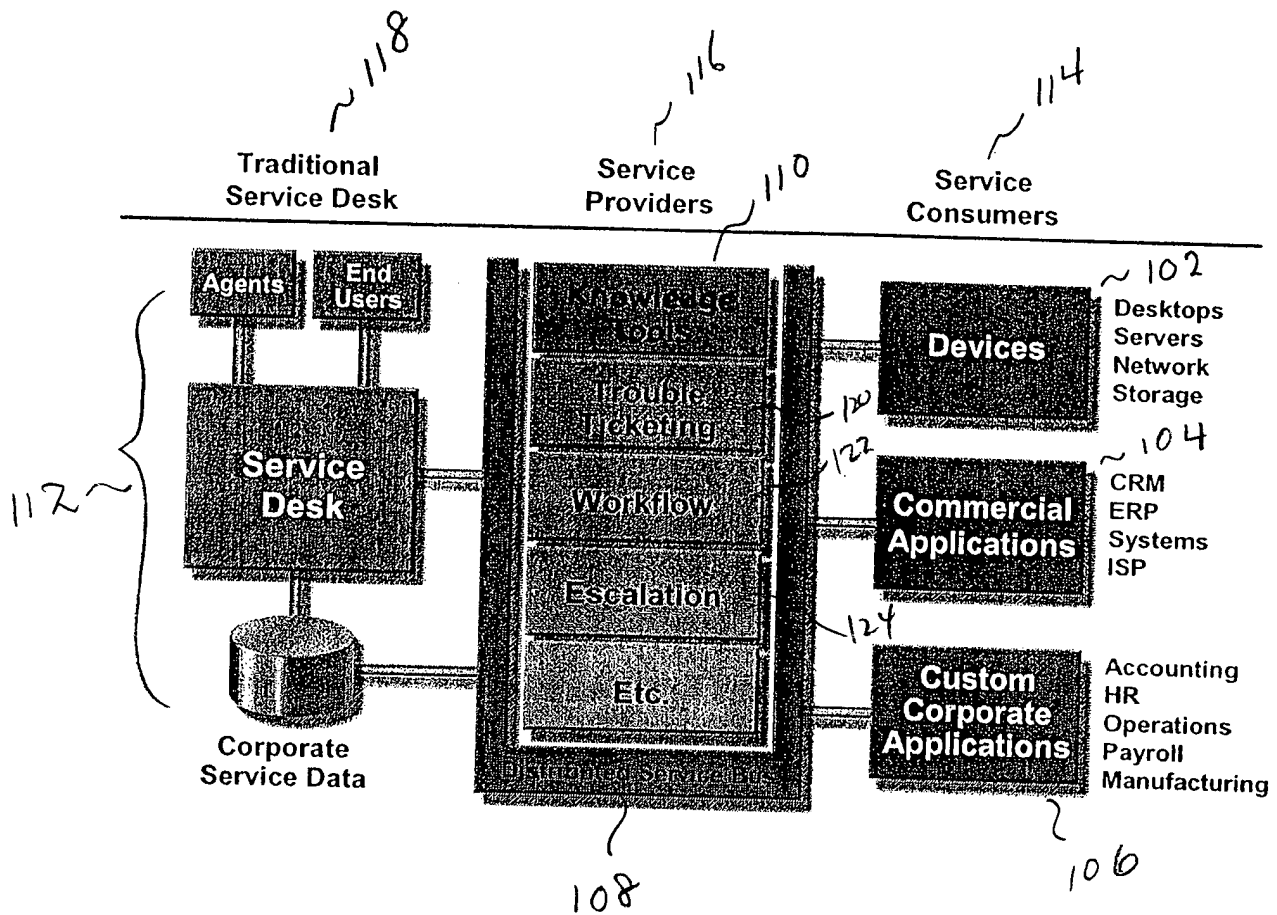 118
116
114
Traditional
Service Desk
Service
Providers
110
Service
Consumers
112
Agents
End
Users
Service
Desk
Corporate
Service Data
Knowledge
Tools
Trouble
Ticketing
120
122
Workflow
Escalation
124
Etc.
Distributed Service Bus
108
102
Devices
Desktops
Servers
Network
Storage
104
Commercial
Applications
CRM
ERP
Systems
ISP
Custom
Corporate
Applications
Accounting
HR
Operations
Payroll
Manufacturing
106